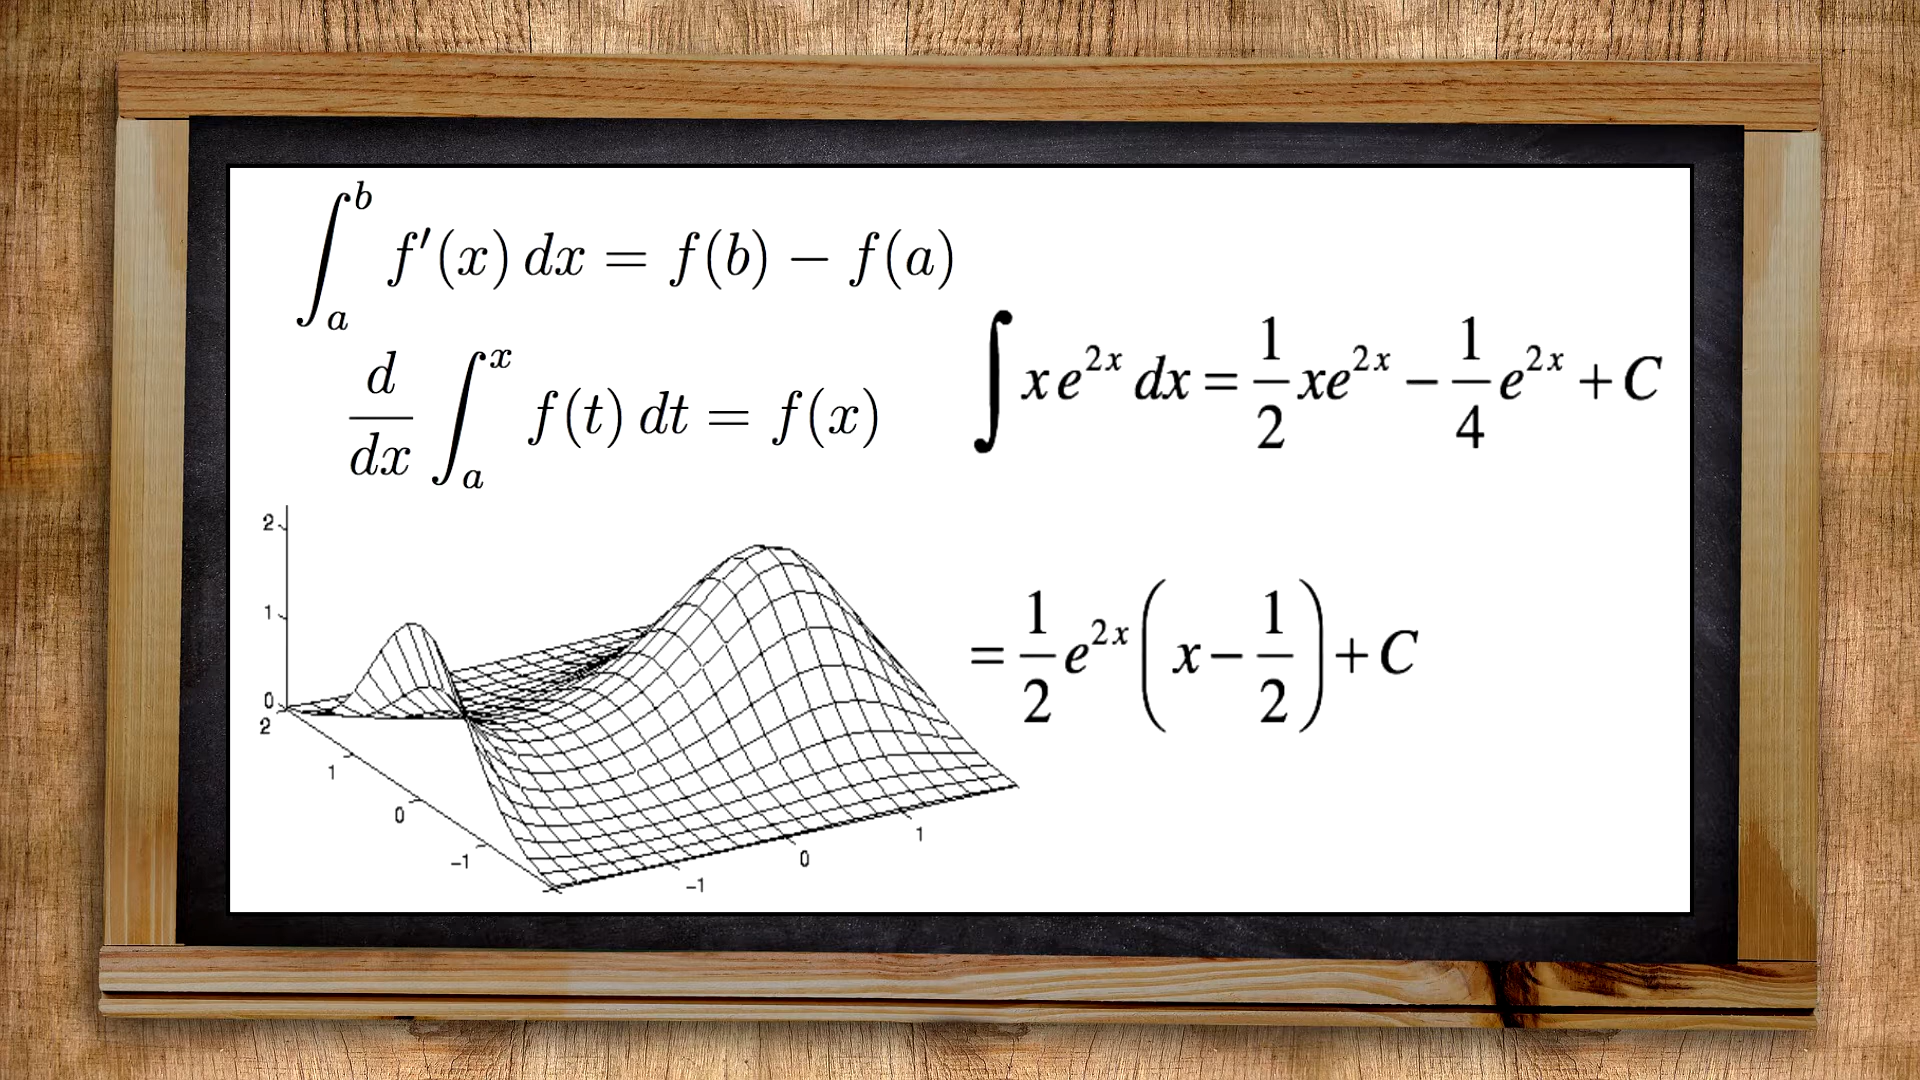 ∫_a^b f′(x) dx = f(b) − f(a)
d/dx ∫_a^x f(t) dt = f(x)
∫ x e^{2x} dx = 1/2 xe^{2x} − 1/4 e^{2x} + C
= 1/2 e^{2x} ( x − 1/2 ) + C
2
1
0
2
1
0
−1
−1
0
1